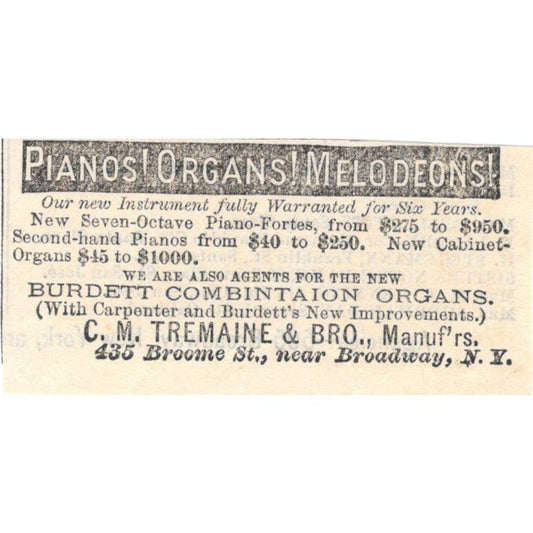 PIANOS! ORGANS! MELODEONS!
Our new Instrument fully Warranted for Six Years.
New Seven-Octave Piano-Fortes, from $275 to $950.
Second-hand Pianos from $40 to $250. New Cabinet-
Organs $45 to $1000.
WE ARE ALSO AGENTS FOR THE NEW
BURDETT COMBINTAION ORGANS.
(With Carpenter and Burdett's New Improvements.)
C. M. TREMAINE & BRO., Manuf'rs.
435 Broome St., near Broadway, N. Y.